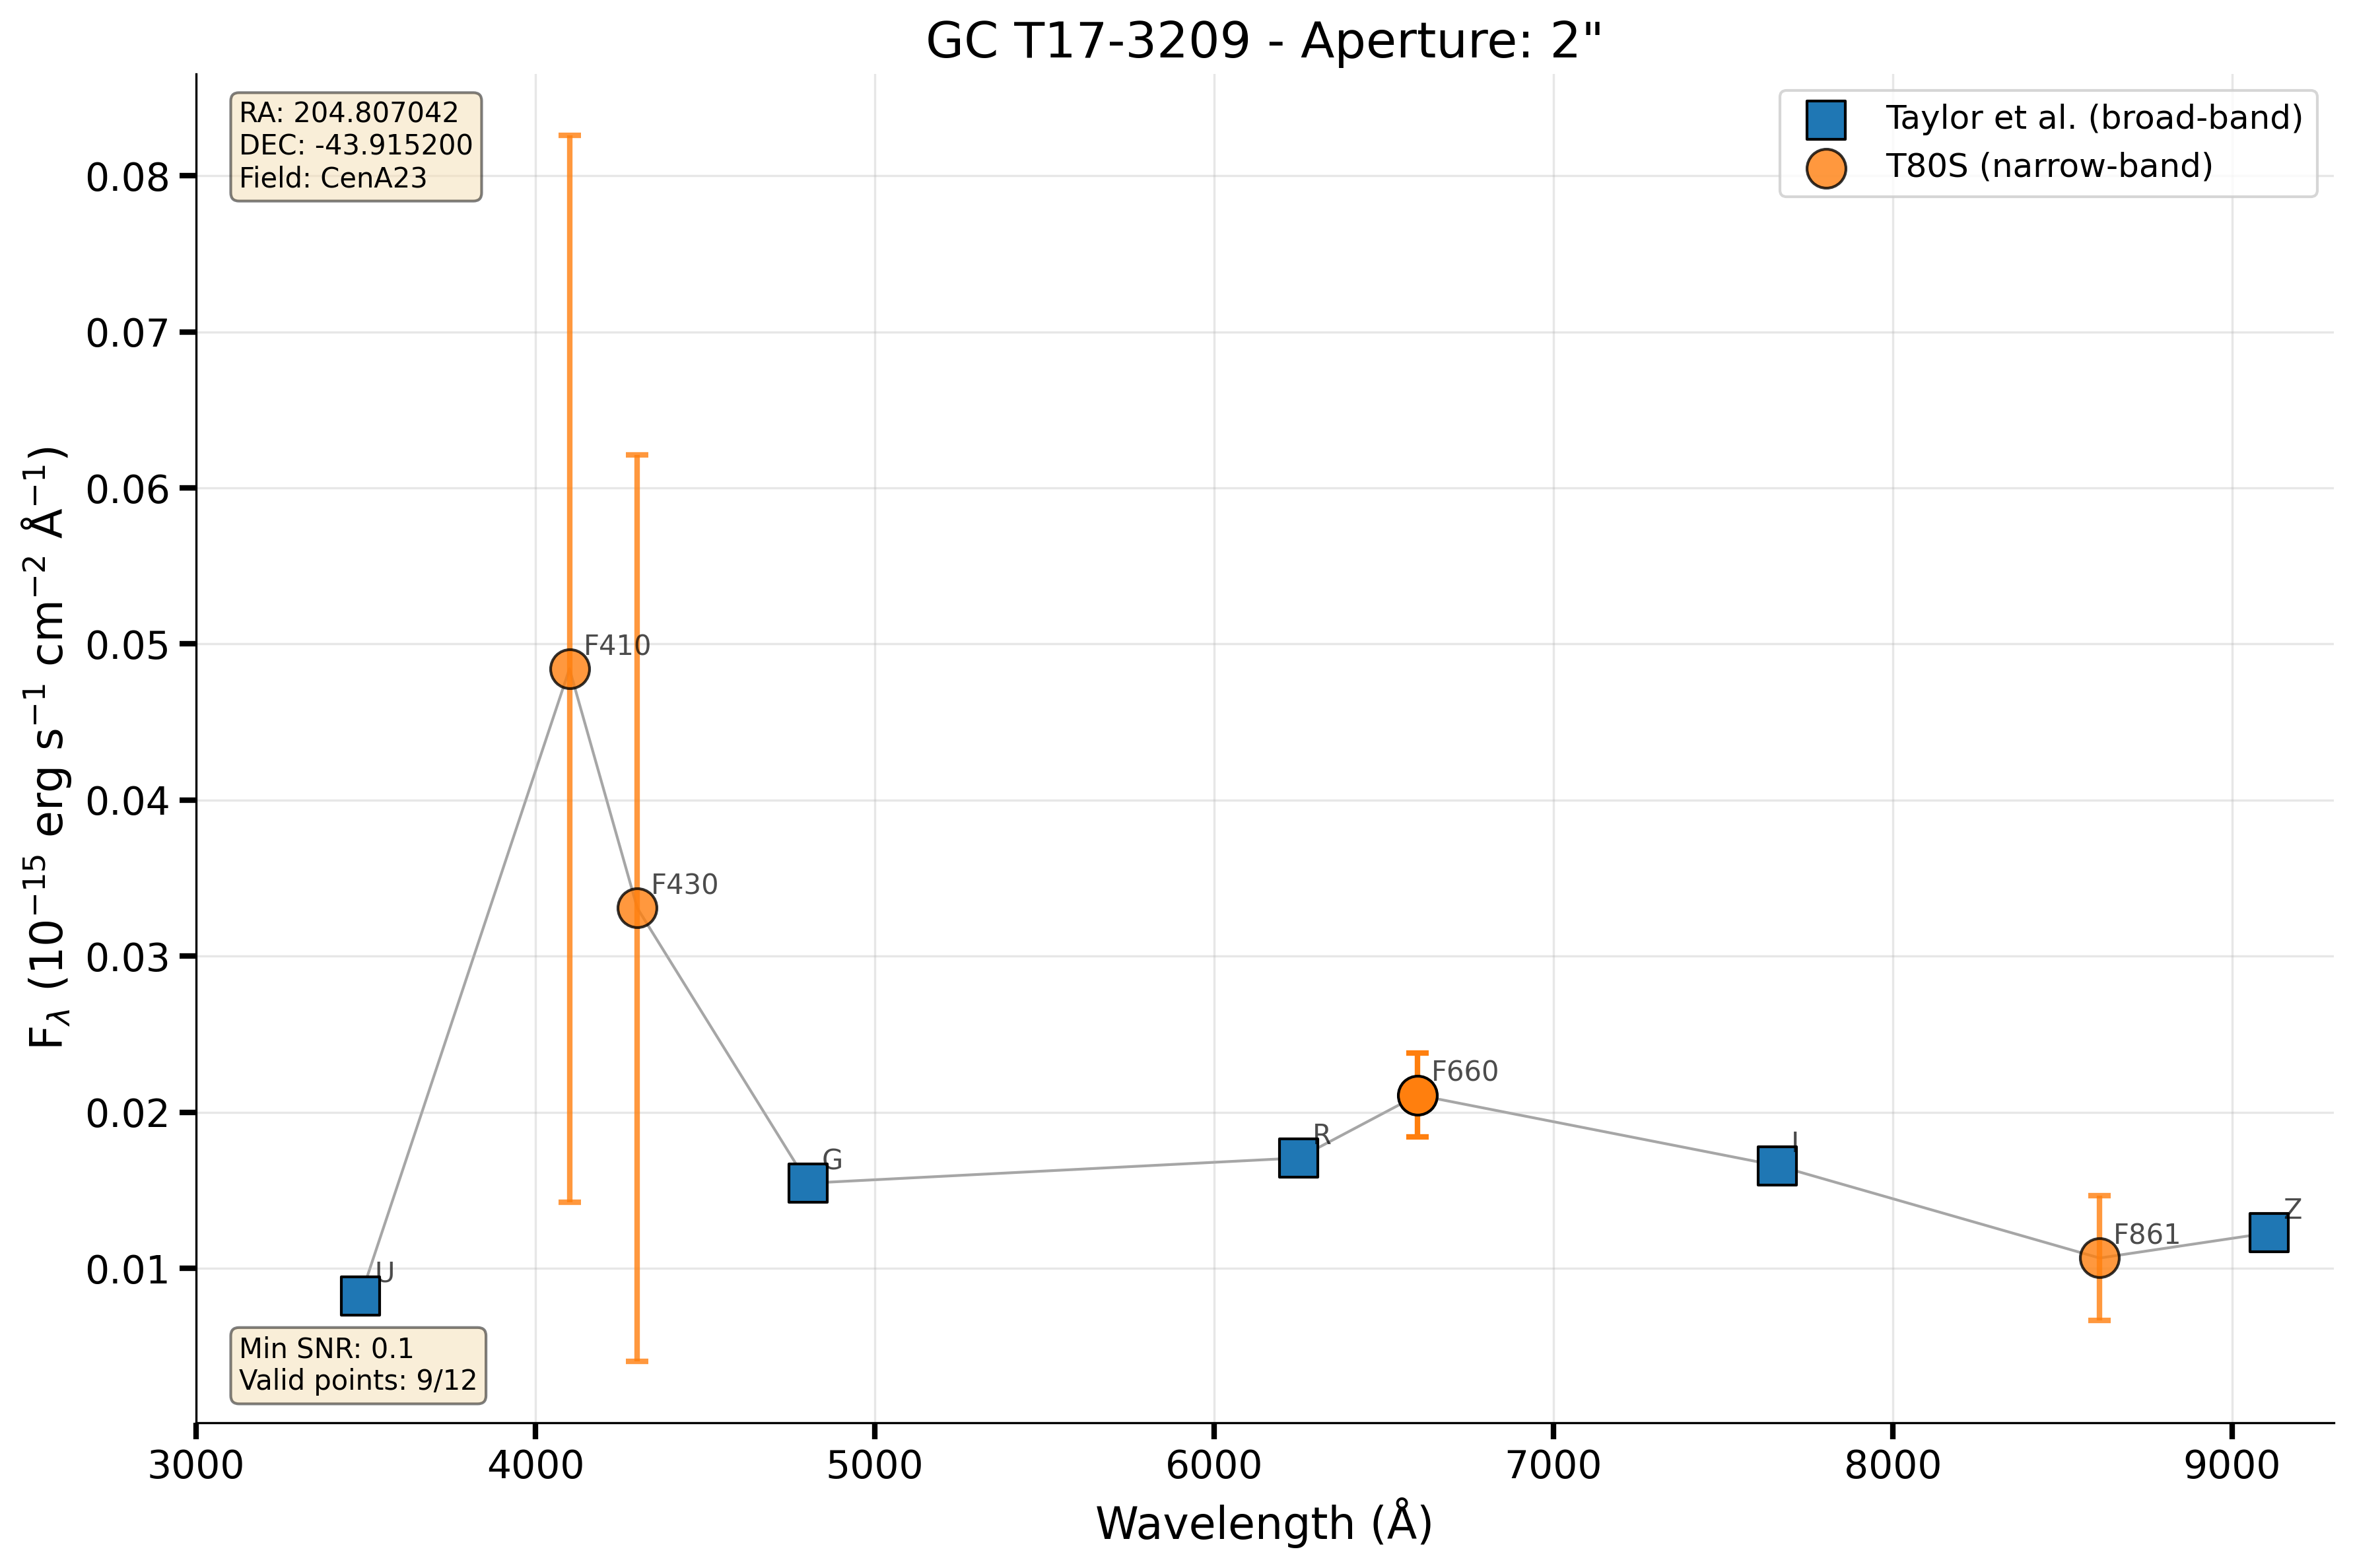 GC T17-3209 - Aperture: 2"
RA: 204.807042
DEC: -43.915200
Field: CenA23
Taylor et al. (broad-band)
T80S (narrow-band)
0.08
0.07
0.06
0.05
0.04
0.03
0.02
0.01
F$_λ$ (10$^{−15}$ erg s$^{−1}$ cm$^{−2}$ Å$^{−1}$)
F410
F430
F660
R
I
G
Z
F861
U
Min SNR: 0.1
Valid points: 9/12
3000 4000 5000 6000 7000 8000 9000
Wavelength (Å)